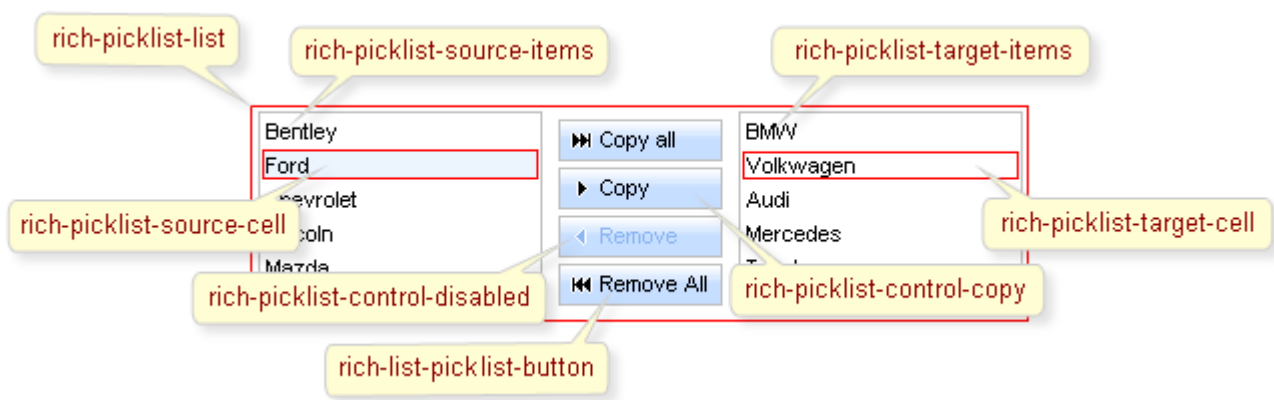 rich-picklist-list
rich-picklist-source-items
rich-picklist-target-items
Bentley
Copy all
BMW
Ford
Volkwagen
Copy
Audi
rich-picklist-source-cell
rich-picklist-target-cell
Remove
Mercedes
Mazda
rich-picklist-control-disabled
Remove All
rich-picklist-control-copy
rich-list-picklist-button